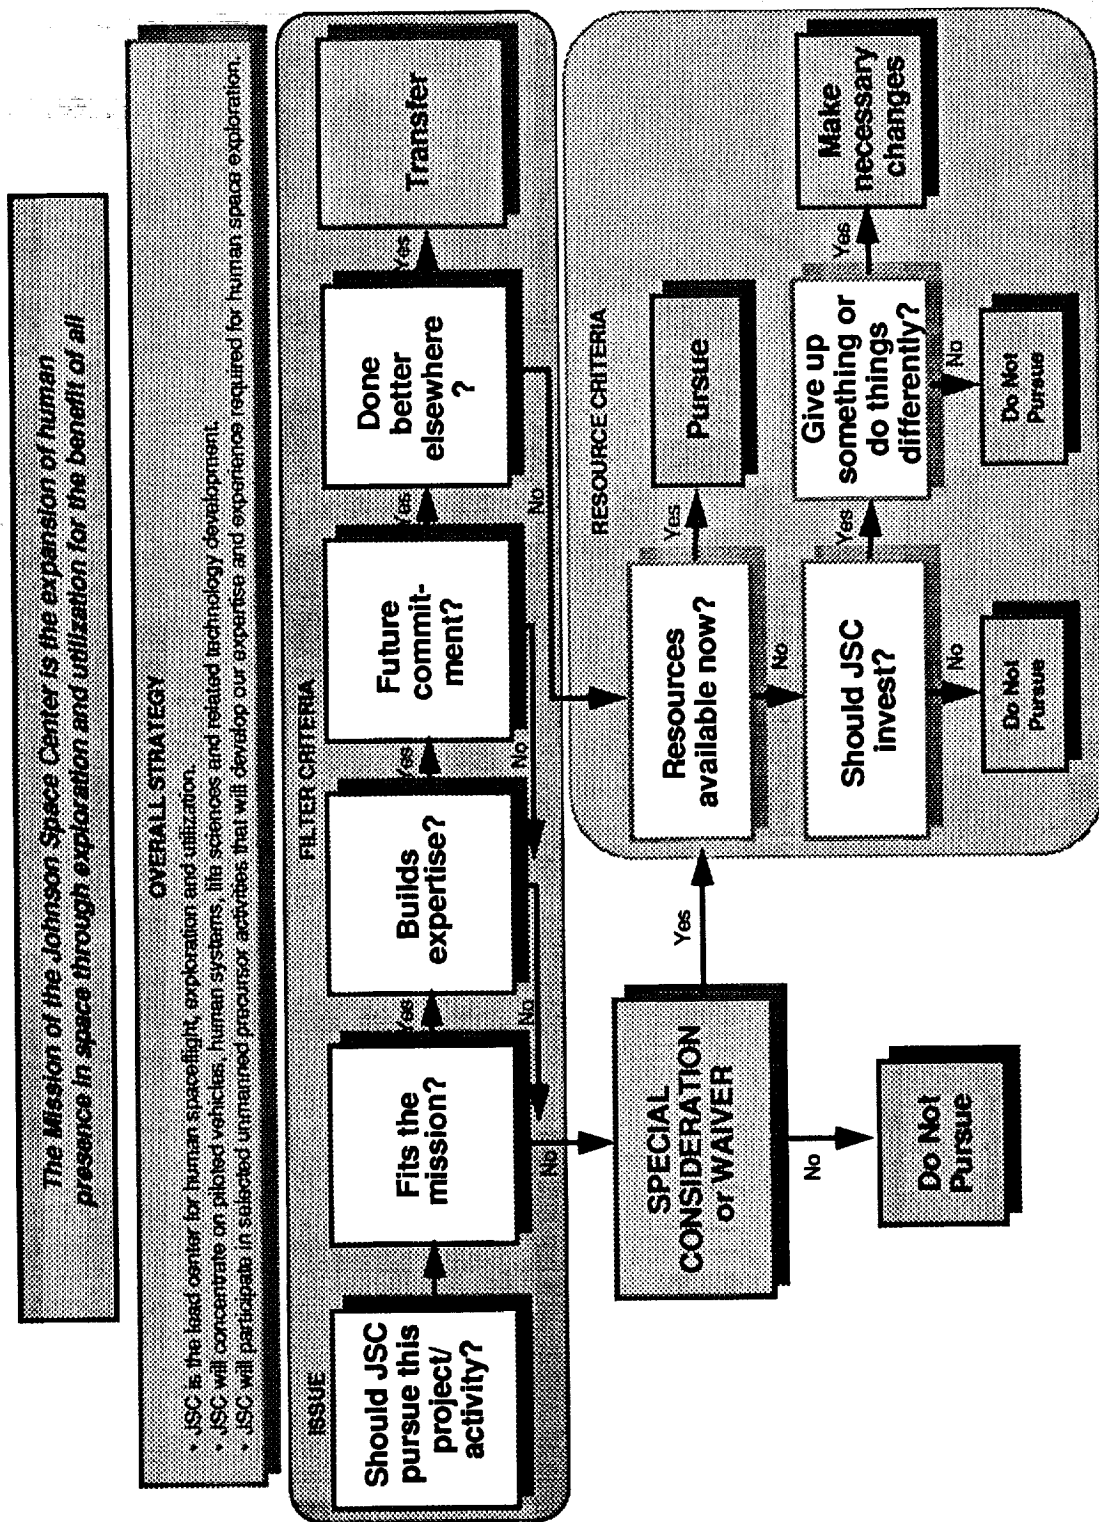 The Mission of the Johnson Space Center is the expansion of human
presence in space through exploration and utilization for the benefit of all
OVERALL STRATEGY
• JSC is the lead center for human spaceflight, exploration and utilization.
• JSC will concentrate on piloted vehicles, human systems, life sciences and related technology development.
• JSC will participate in selected unmanned precursor activities that will develop our expertise and experience required for human space exploration.
ISSUE
FILTER CRITERIA
Should JSC
pursue this
project/
activity?
Fits the
mission?
Yes
No
Builds
expertise?
Yes
No
Future
commit-
ment?
Yes
No
Done
better
elsewhere
?
Yes
No
Transfer
SPECIAL
CONSIDERATION
or WAIVER
Yes
No
Do Not
Pursue
RESOURCE CRITERIA
Resources
available now?
Yes
No
Pursue
Should JSC
invest?
Yes
No
Do Not
Pursue
Give up
something or
do things
differently?
Yes
No
Do Not
Pursue
Make
necessary
changes